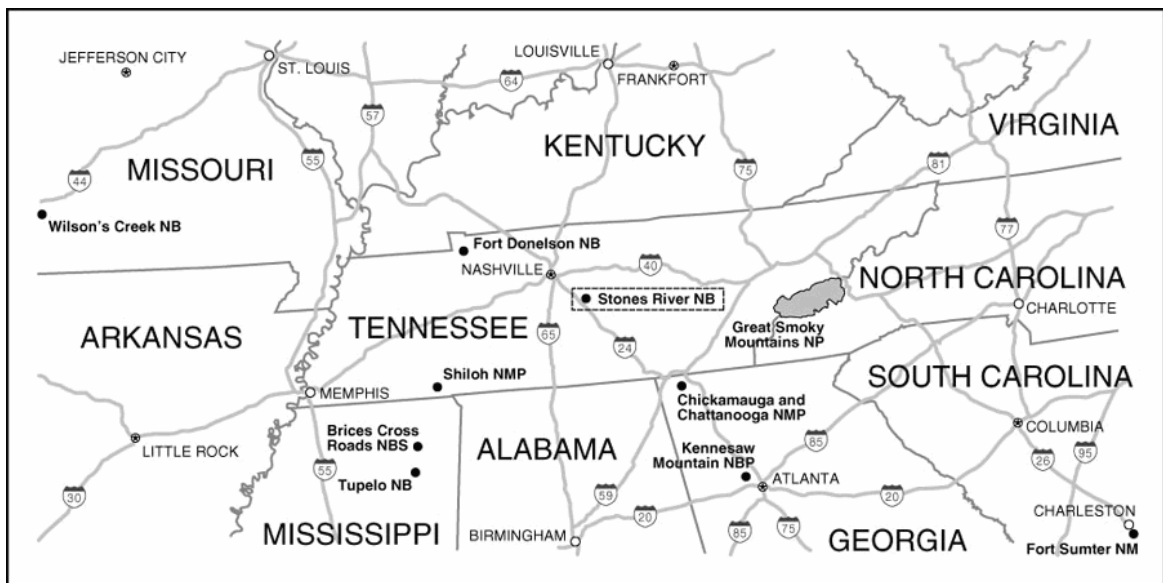 JEFFERSON CITY
ST. LOUIS
LOUISVILLE
FRANKFORT
64
57
VIRGINIA
MISSOURI
55
KENTUCKY
75
81
44
Wilson's Creek NB
77
Fort Donelson NB
NASHVILLE
40
NORTH CAROLINA
Stones River NB
CHARLOTTE
ARKANSAS
TENNESSEE
65
24
Great Smoky
Mountains NP
Shiloh NMP
SOUTH CAROLINA
MEMPHIS
Chickamauga and
Chattanooga NMP
Brices Cross
Roads NBS
ALABAMA
85
COLUMBIA
LITTLE ROCK
Kennesaw
Mountain NBP
26
95
55
Tupelo NB
ATLANTA
30
59
20
20
MISSISSIPPI
BIRMINGHAM
85
75
GEORGIA
CHARLESTON
Fort Sumter NM